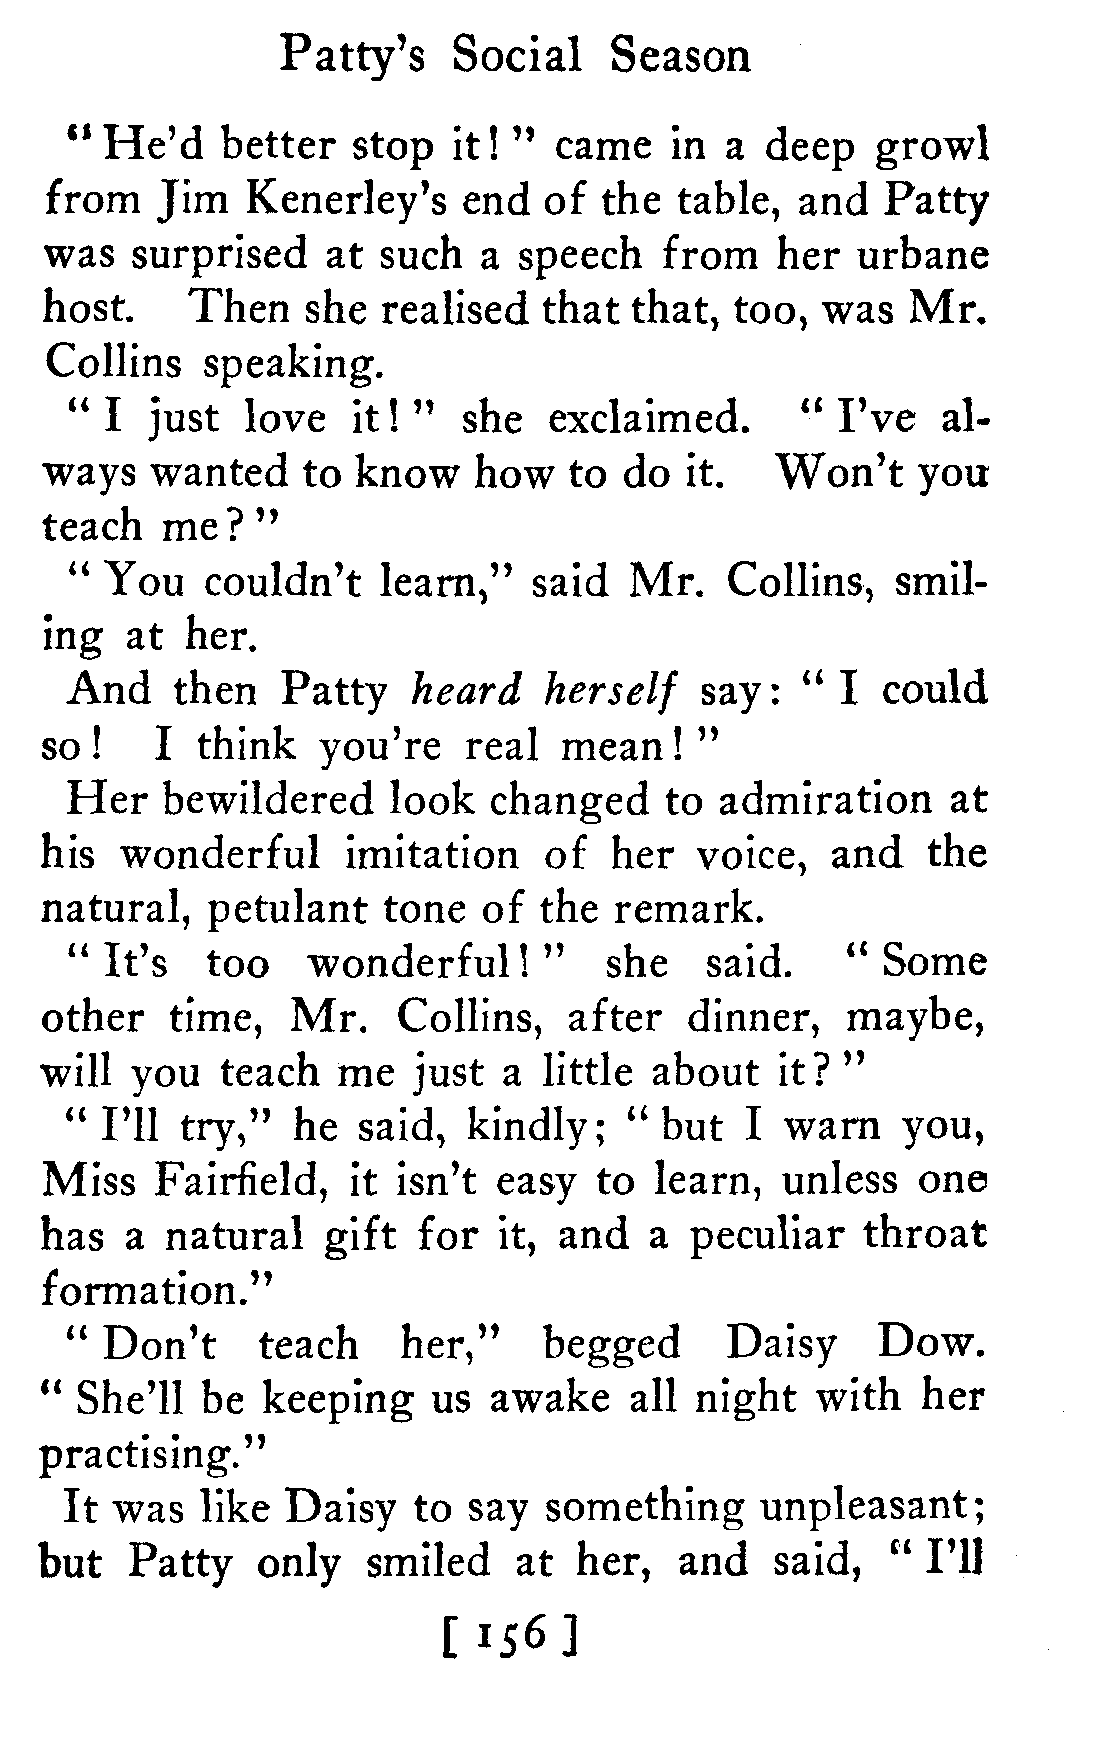 Patty's Social Season
"He'd better stop it!" came in a deep growl
from Jim Kenerley's end of the table, and Patty
was surprised at such a speech from her urbane
host. Then she realised that that, too, was Mr.
Collins speaking.
"I just love it!" she exclaimed. "I've al-
ways wanted to know how to do it. Won't you
teach me?"
"You couldn't learn," said Mr. Collins, smil-
ing at her.
And then Patty heard herself say: "I could
so! I think you're real mean!"
Her bewildered look changed to admiration at
his wonderful imitation of her voice, and the
natural, petulant tone of the remark.
"It's too wonderful!" she said. "Some
other time, Mr. Collins, after dinner, maybe,
will you teach me just a little about it?"
"I'll try," he said, kindly; "but I warn you,
Miss Fairfield, it isn't easy to learn, unless one
has a natural gift for it, and a peculiar throat
formation."
"Don't teach her," begged Daisy Dow.
"She'll be keeping us awake all night with her
practising."
It was like Daisy to say something unpleasant;
but Patty only smiled at her, and said, "I'll
[ 156 ]